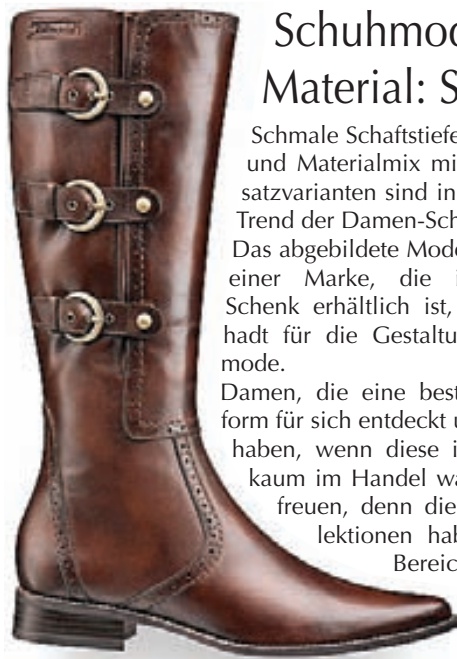 Schuhmod
Material: S
Schmale Schaftstiefe
und Materialmix mi
satzvarianten sind in
Trend der Damen-Sch
Das abgebildete Mode
einer Marke, die i
Schenk erhältlich ist,
hadt für die Gestaltu
mode.
Damen, die eine best
form für sich entdeckt u
haben, wenn diese i
kaum im Handel wa
freuen, denn die
lektionen hab
Bereic